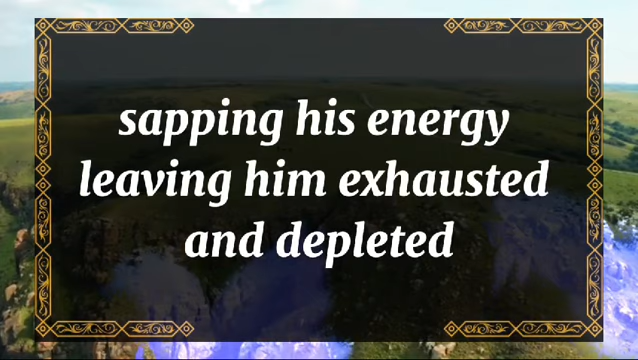 sapping his energy
leaving him exhausted
and depleted